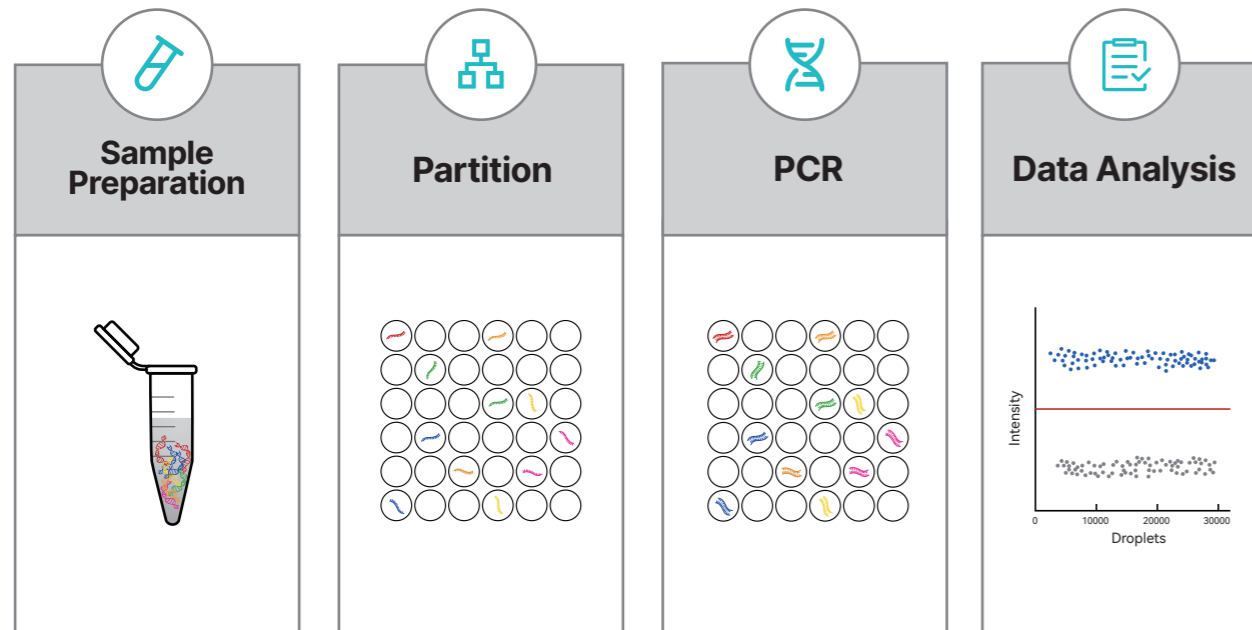 Sample
Preparation
Partition
PCR
Data Analysis
Intensity
0 10000 20000 30000
Droplets